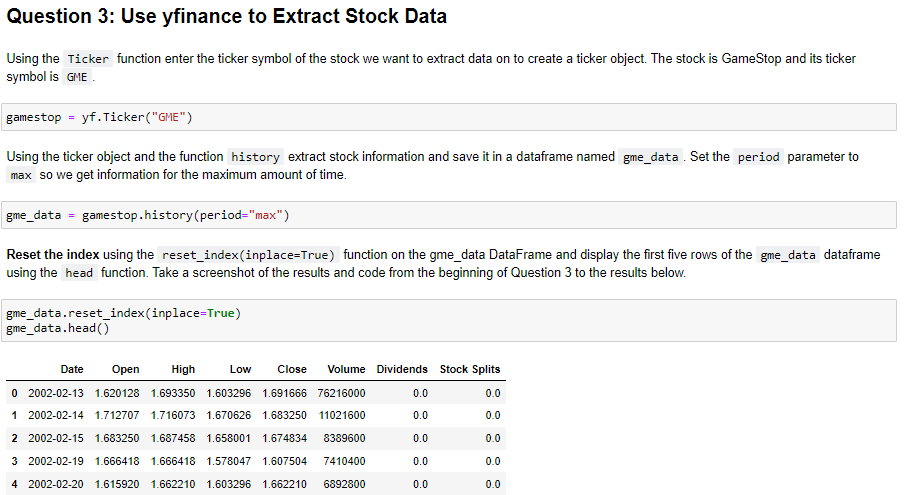 Question 3: Use yfinance to Extract Stock Data
Using the Ticker function enter the ticker symbol of the stock we want to extract data on to create a ticker object. The stock is GameStop and its ticker
symbol is GME .
gamestop = yf.Ticker("GME")
Using the ticker object and the function history extract stock information and save it in a dataframe named gme_data . Set the period parameter to
max so we get information for the maximum amount of time.
gme_data = gamestop.history(period="max")
Reset the index using the reset_index(inplace=True) function on the gme_data DataFrame and display the first five rows of the gme_data dataframe
using the head function. Take a screenshot of the results and code from the beginning of Question 3 to the results below.
gme_data.reset_index(inplace=True)
gme_data.head()
Date Open High Low Close Volume Dividends Stock Splits
0 2002-02-13 1.620128 1.693350 1.603296 1.691666 76216000 0.0 0.0
1 2002-02-14 1.712707 1.716073 1.670626 1.683250 11021600 0.0 0.0
2 2002-02-15 1.683250 1.687458 1.658001 1.674834 8389600 0.0 0.0
3 2002-02-19 1.666418 1.666418 1.578047 1.607504 7410400 0.0 0.0
4 2002-02-20 1.615920 1.662210 1.603296 1.662210 6892800 0.0 0.0